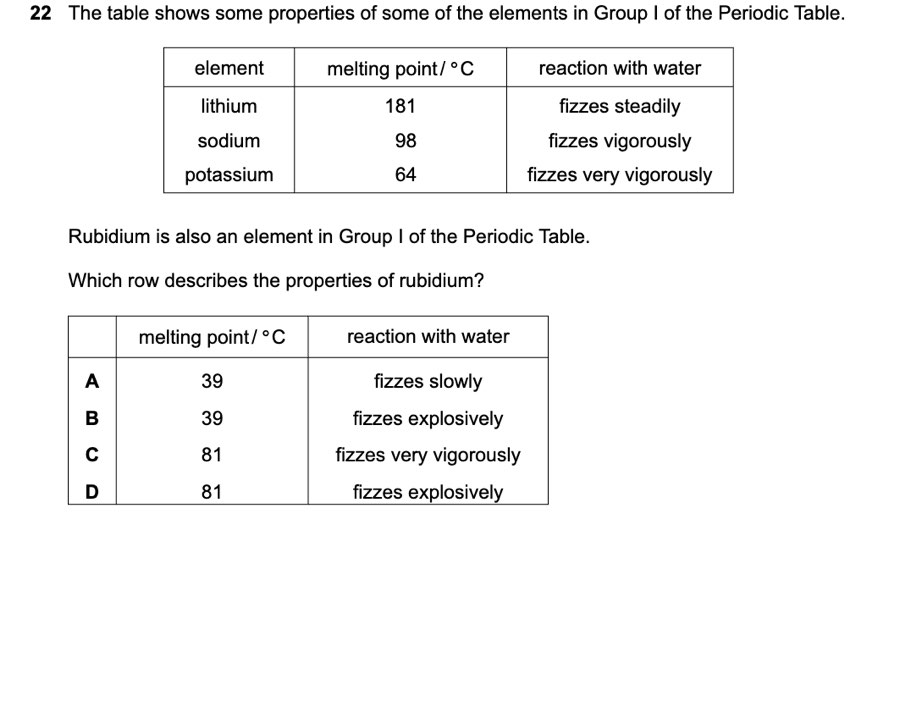 22 The table shows some properties of some of the elements in Group I of the Periodic Table.
element melting point / °C reaction with water
lithium 181 fizzes steadily
sodium 98 fizzes vigorously
potassium 64 fizzes very vigorously
Rubidium is also an element in Group I of the Periodic Table.
Which row describes the properties of rubidium?
melting point / °C reaction with water
A 39 fizzes slowly
B 39 fizzes explosively
C 81 fizzes very vigorously
D 81 fizzes explosively